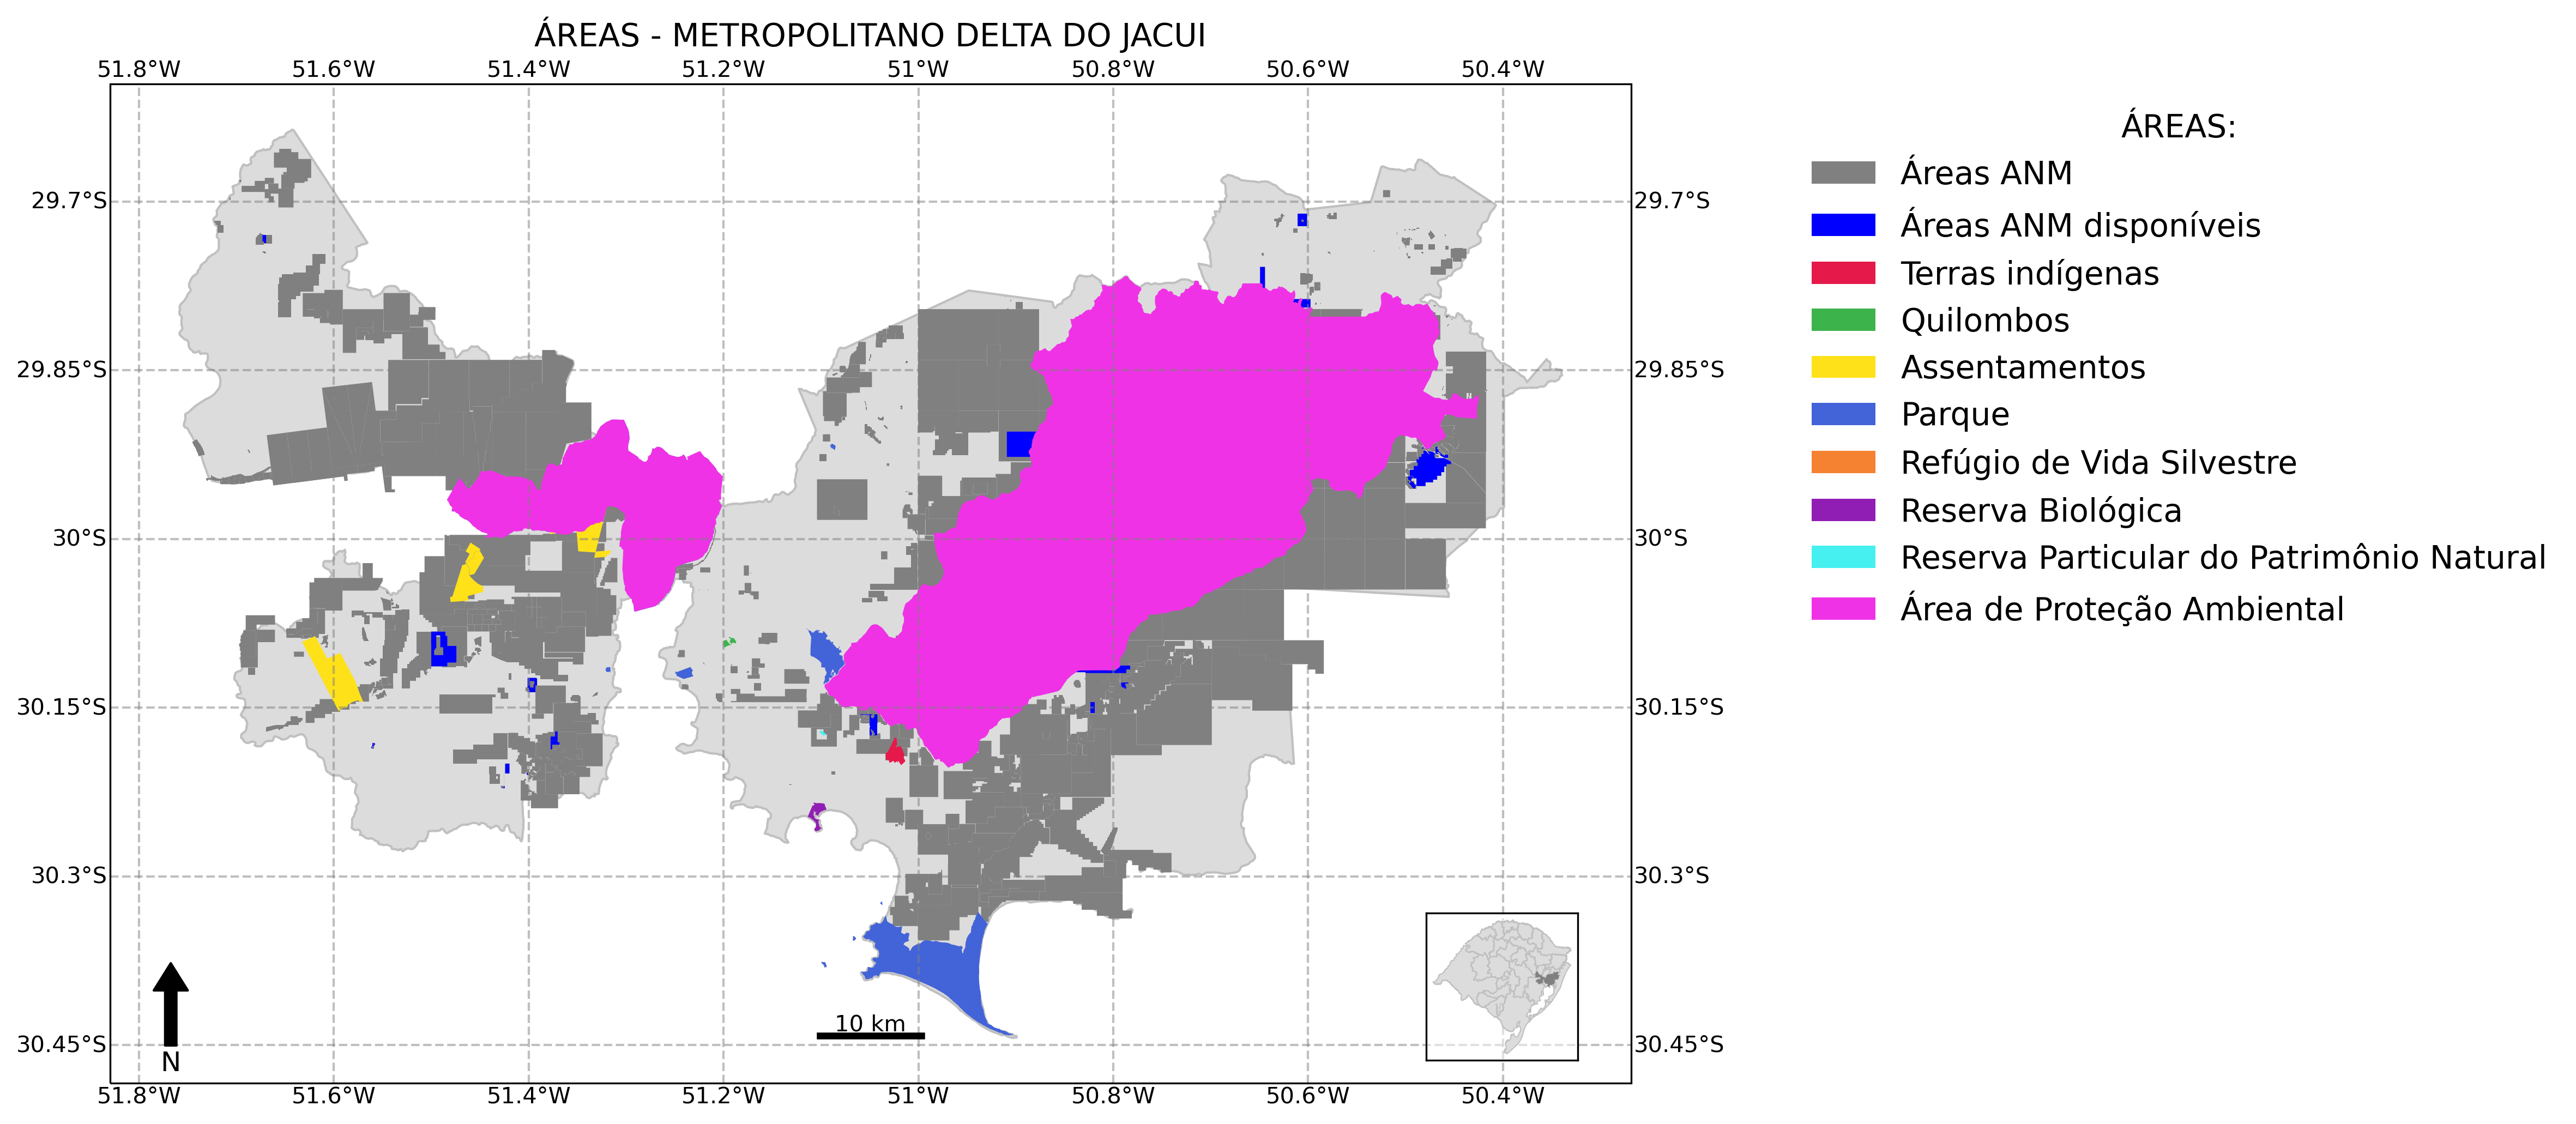 ÁREAS - METROPOLITANO DELTA DO JACUI
51.8°W 51.6°W 51.4°W 51.2°W 51°W 50.8°W 50.6°W 50.4°W
29.7°S 29.7°S
29.85°S 29.85°S
30°S 30°S
30.15°S 30.15°S
30.3°S 30.3°S
30.45°S 30.45°S
10 km
N
51.8°W 51.6°W 51.4°W 51.2°W 51°W 50.8°W 50.6°W 50.4°W
ÁREAS:
Áreas ANM
Áreas ANM disponíveis
Terras indígenas
Quilombos
Assentamentos
Parque
Refúgio de Vida Silvestre
Reserva Biológica
Reserva Particular do Patrimônio Natural
Área de Proteção Ambiental